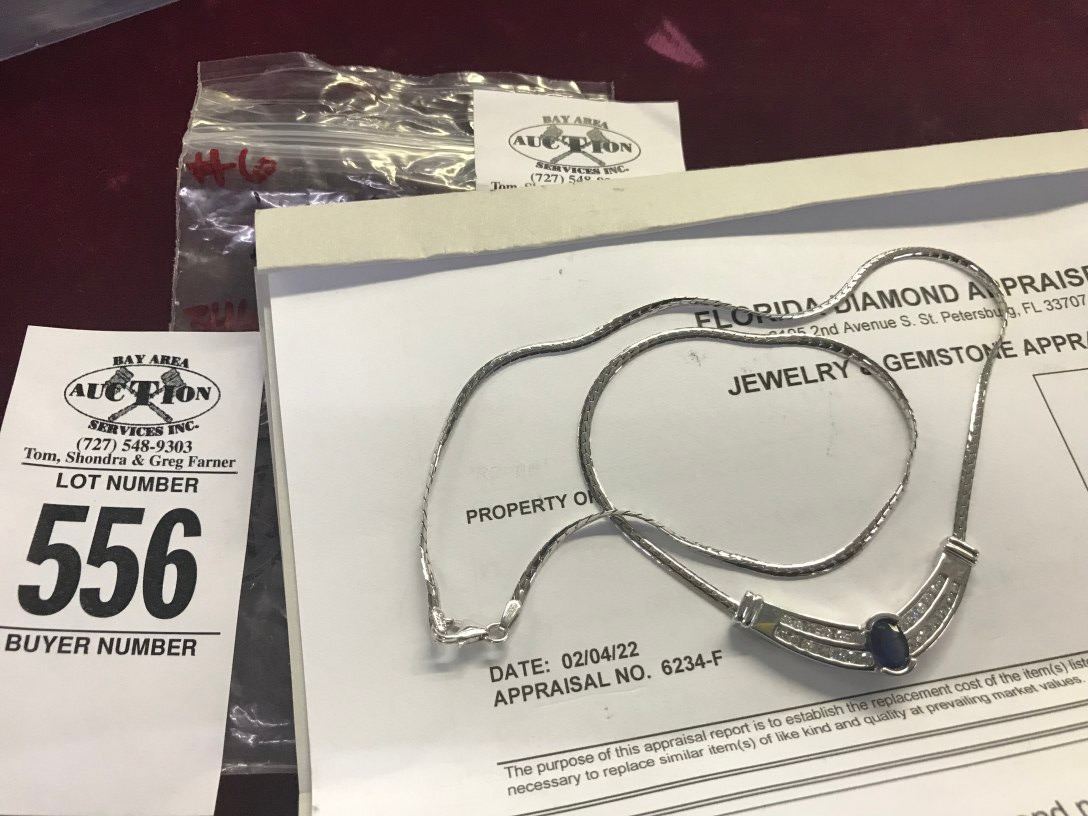 #6
BAY AREA
AUCTION
SERVICES INC.
(727) 548-
Tom,
BAY AREA
AUCTION
SERVICES INC.
(727) 548-9303
Tom, Shondra & Greg Farner
LOT NUMBER
556
BUYER NUMBER
FLORIDA DIAMOND APPRAISE
2nd Avenue S. St. Petersburg, FL 33707
JEWELRY & GEMSTONE APPRA
PROPERTY OF
DATE: 02/04/22
APPRAISAL NO. 6234-F
The purpose of this appraisal report is to establish the replacement cost of the item(s) liste
necessary to replace similar item(s) of like kind and quality at prevailing market values.